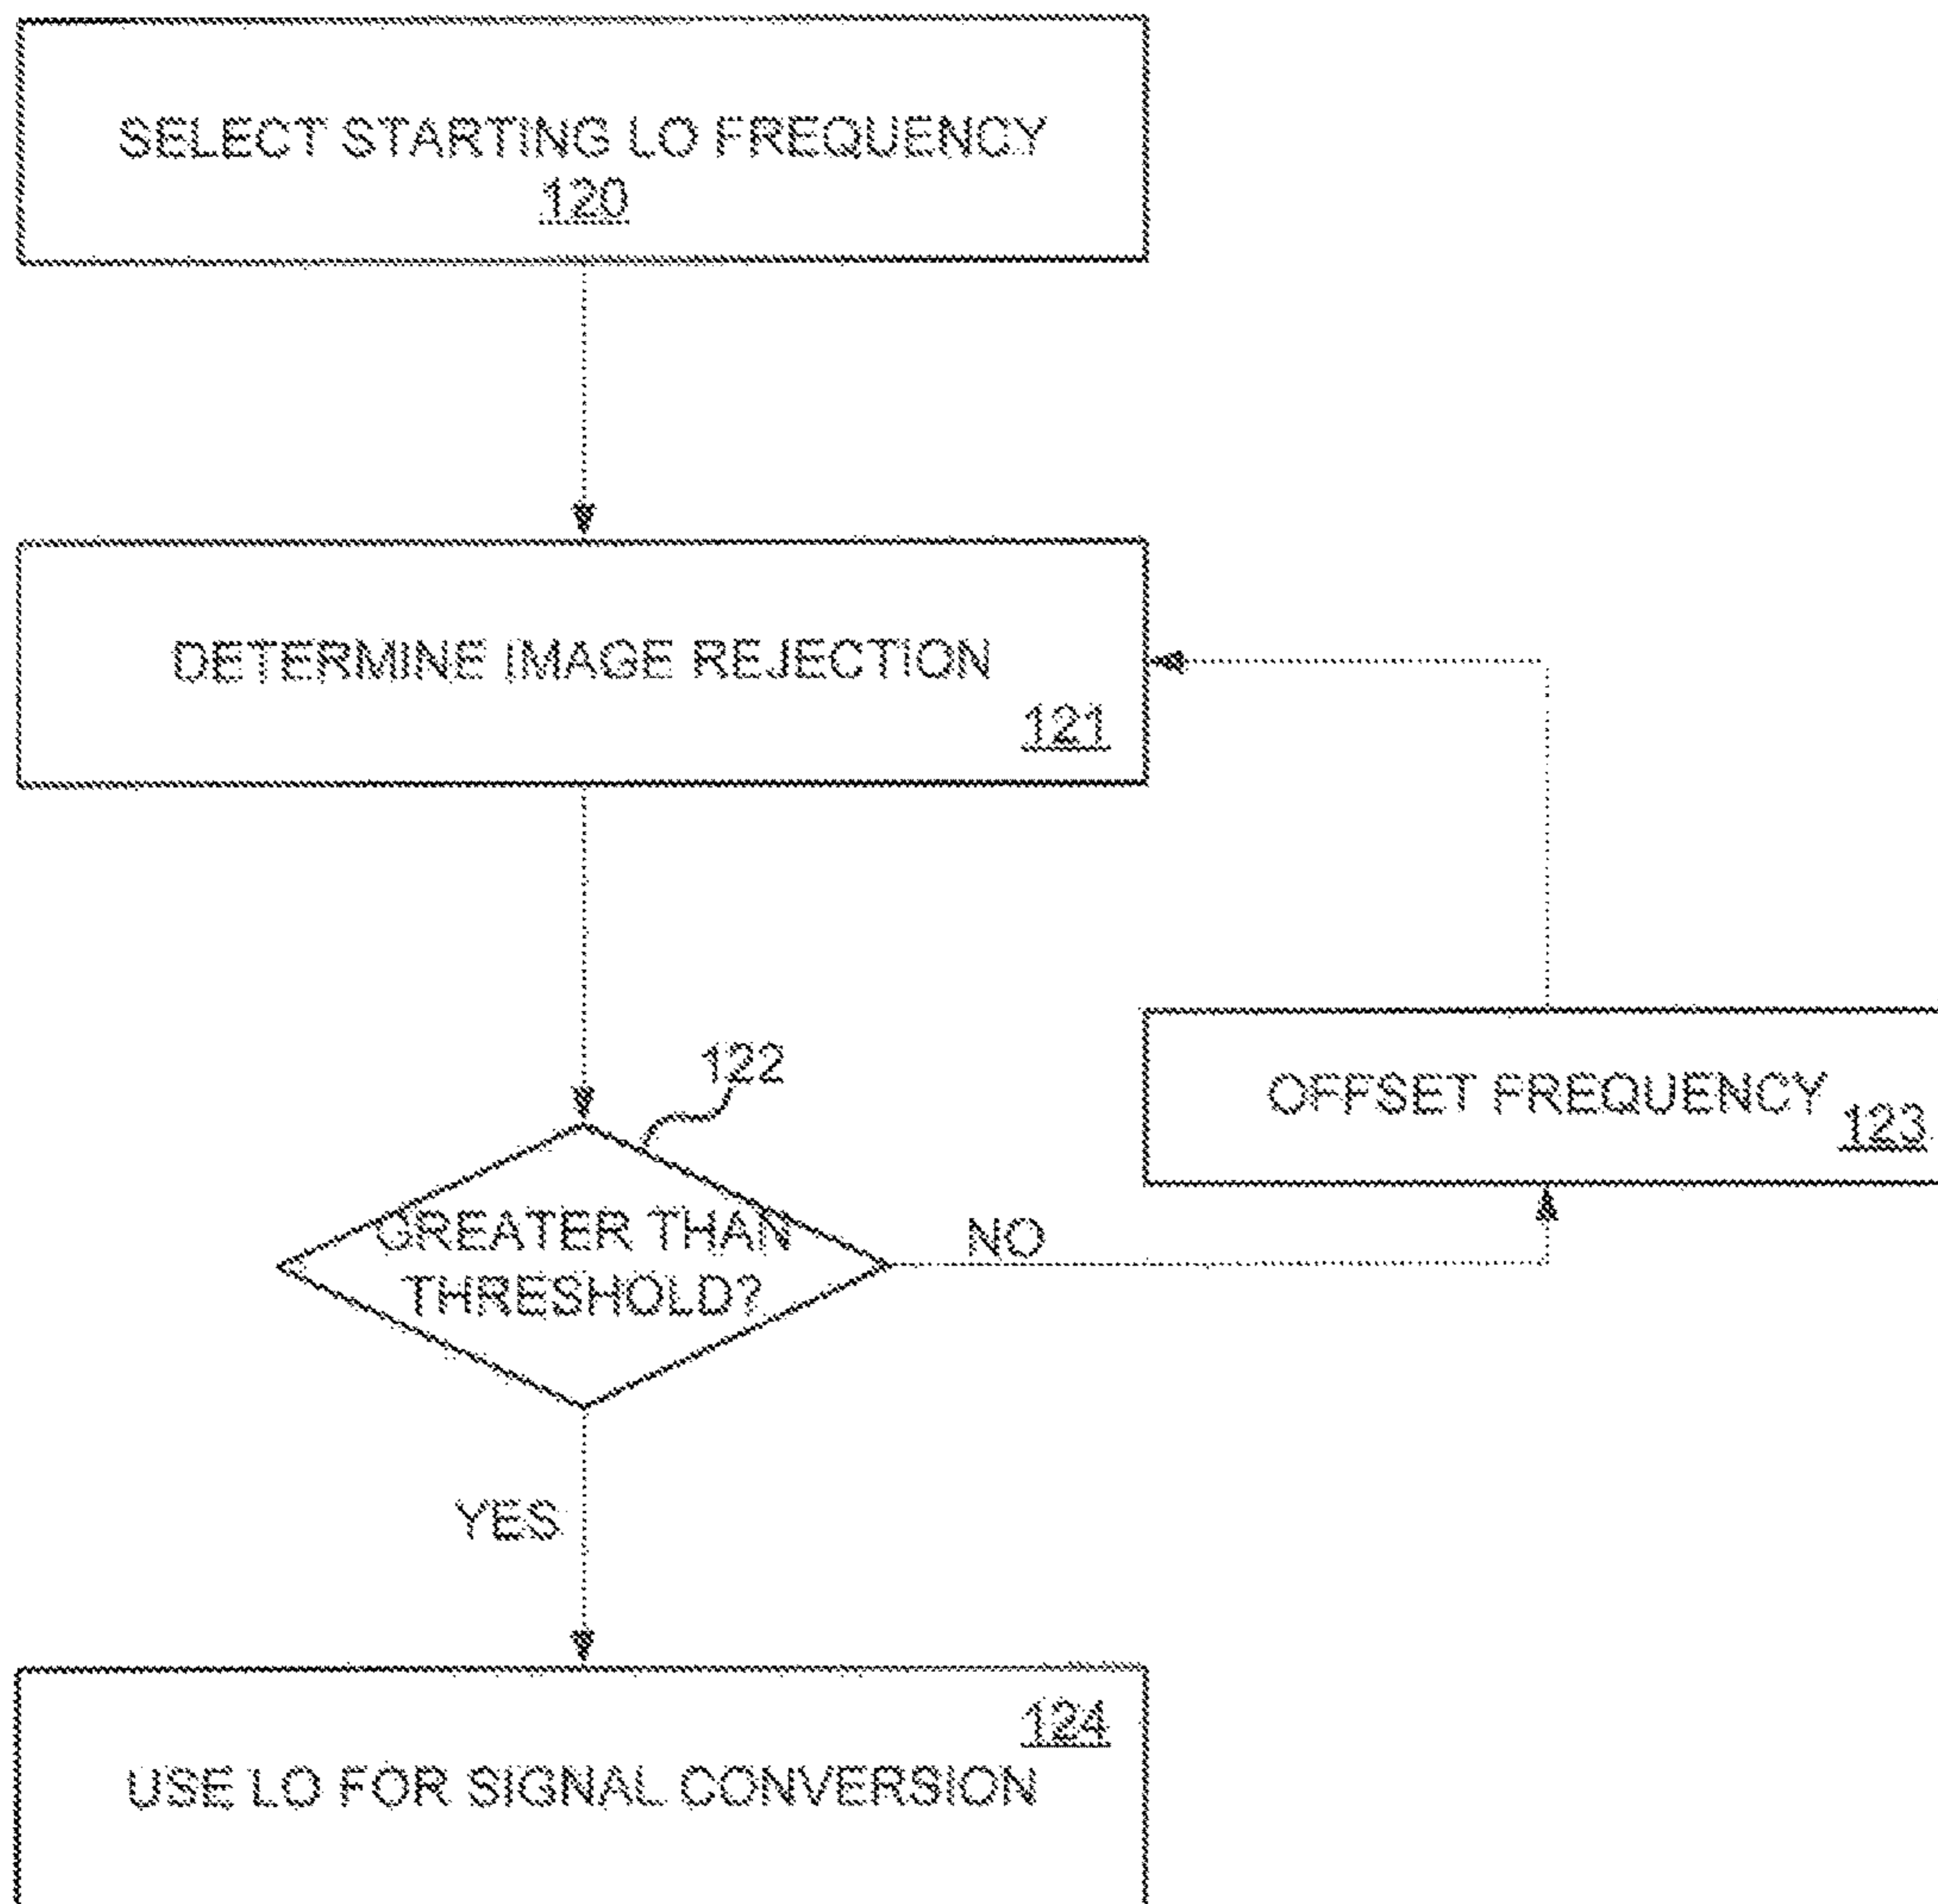 SELECT STARTING LO FREQUENCY
120
DETERMINE IMAGE REJECTION
121
122
OFFSET FREQUENCY
123
GREATER THAN
THRESHOLD?
NO
YES
124
USE LO FOR SIGNAL CONVERSION